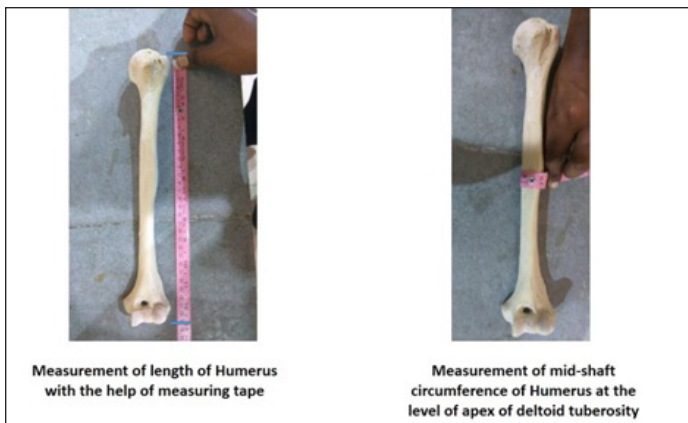 Measurement of length of Humerus
with the help of measuring tape
Measurement of mid-shaft
circumference of Humerus at the
level of apex of deltoid tuberosity